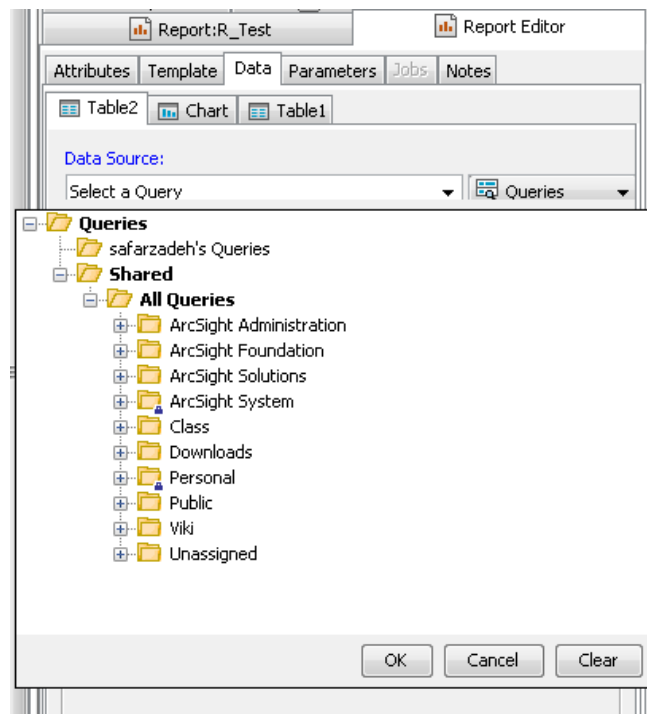 Report:R_Test
Report Editor
Attributes Template Data Parameters Jobs Notes
Table2 Chart Table1
Data Source:
Select a Query Queries
Queries
safarzadeh's Queries
Shared
All Queries
ArcSight Administration
ArcSight Foundation
ArcSight Solutions
ArcSight System
Class
Downloads
Personal
Public
Viki
Unassigned
OK Cancel Clear